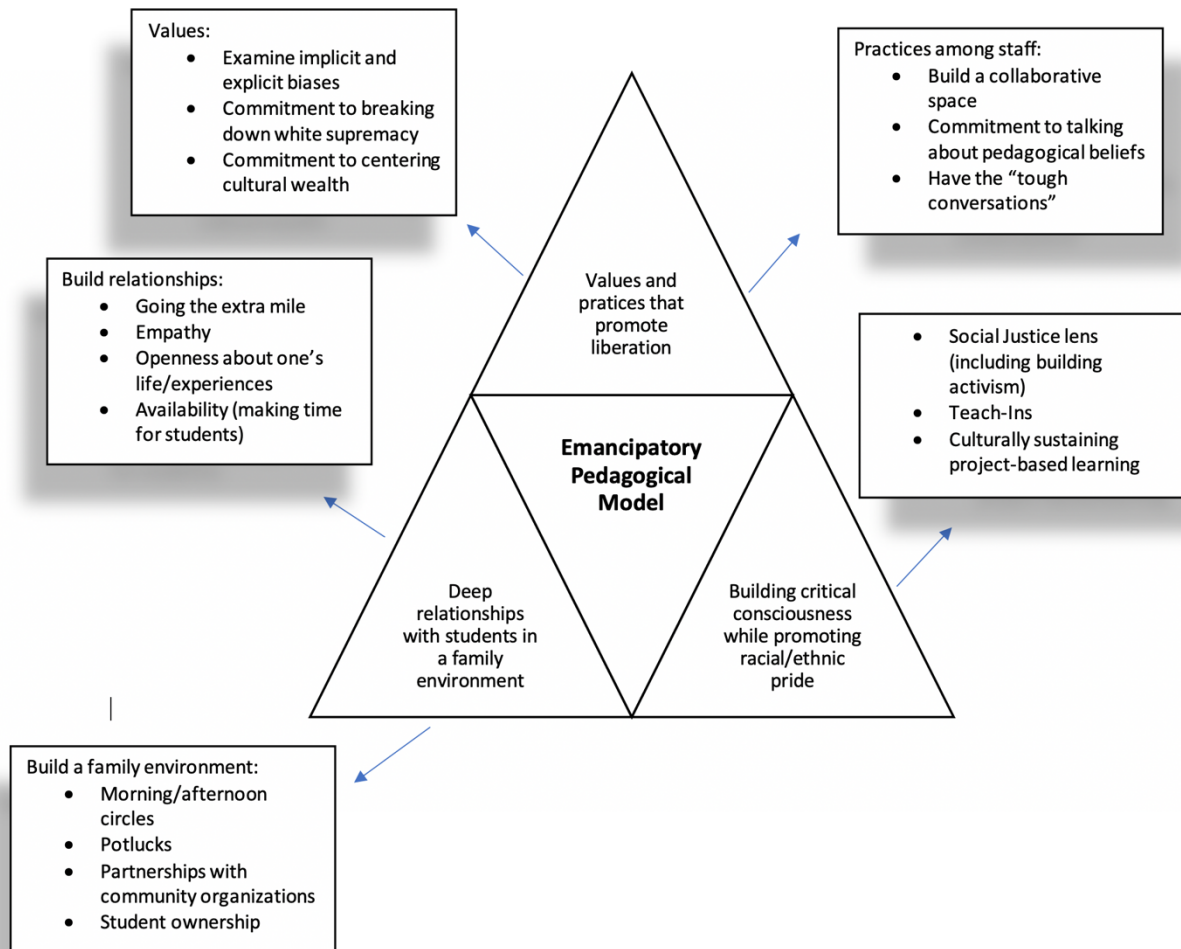 Values:
• Examine implicit and
explicit biases
• Commitment to breaking
down white supremacy
• Commitment to centering
cultural wealth
Practices among staff:
• Build a collaborative
space
• Commitment to talking
about pedagogical beliefs
• Have the “tough
conversations”
Build relationships:
• Going the extra mile
• Empathy
• Openness about one’s
life/experiences
• Availability (making time
for students)
Values and
pratices that
promote
liberation
• Social Justice lens
(including building
activism)
• Teach-Ins
• Culturally sustaining
project-based learning
Emancipatory
Pedagogical
Model
Deep
relationships
with students in
a family
environment
Building critical
consciousness
while promoting
racial/ethnic
pride
Build a family environment:
• Morning/afternoon
circles
• Potlucks
• Partnerships with
community organizations
• Student ownership